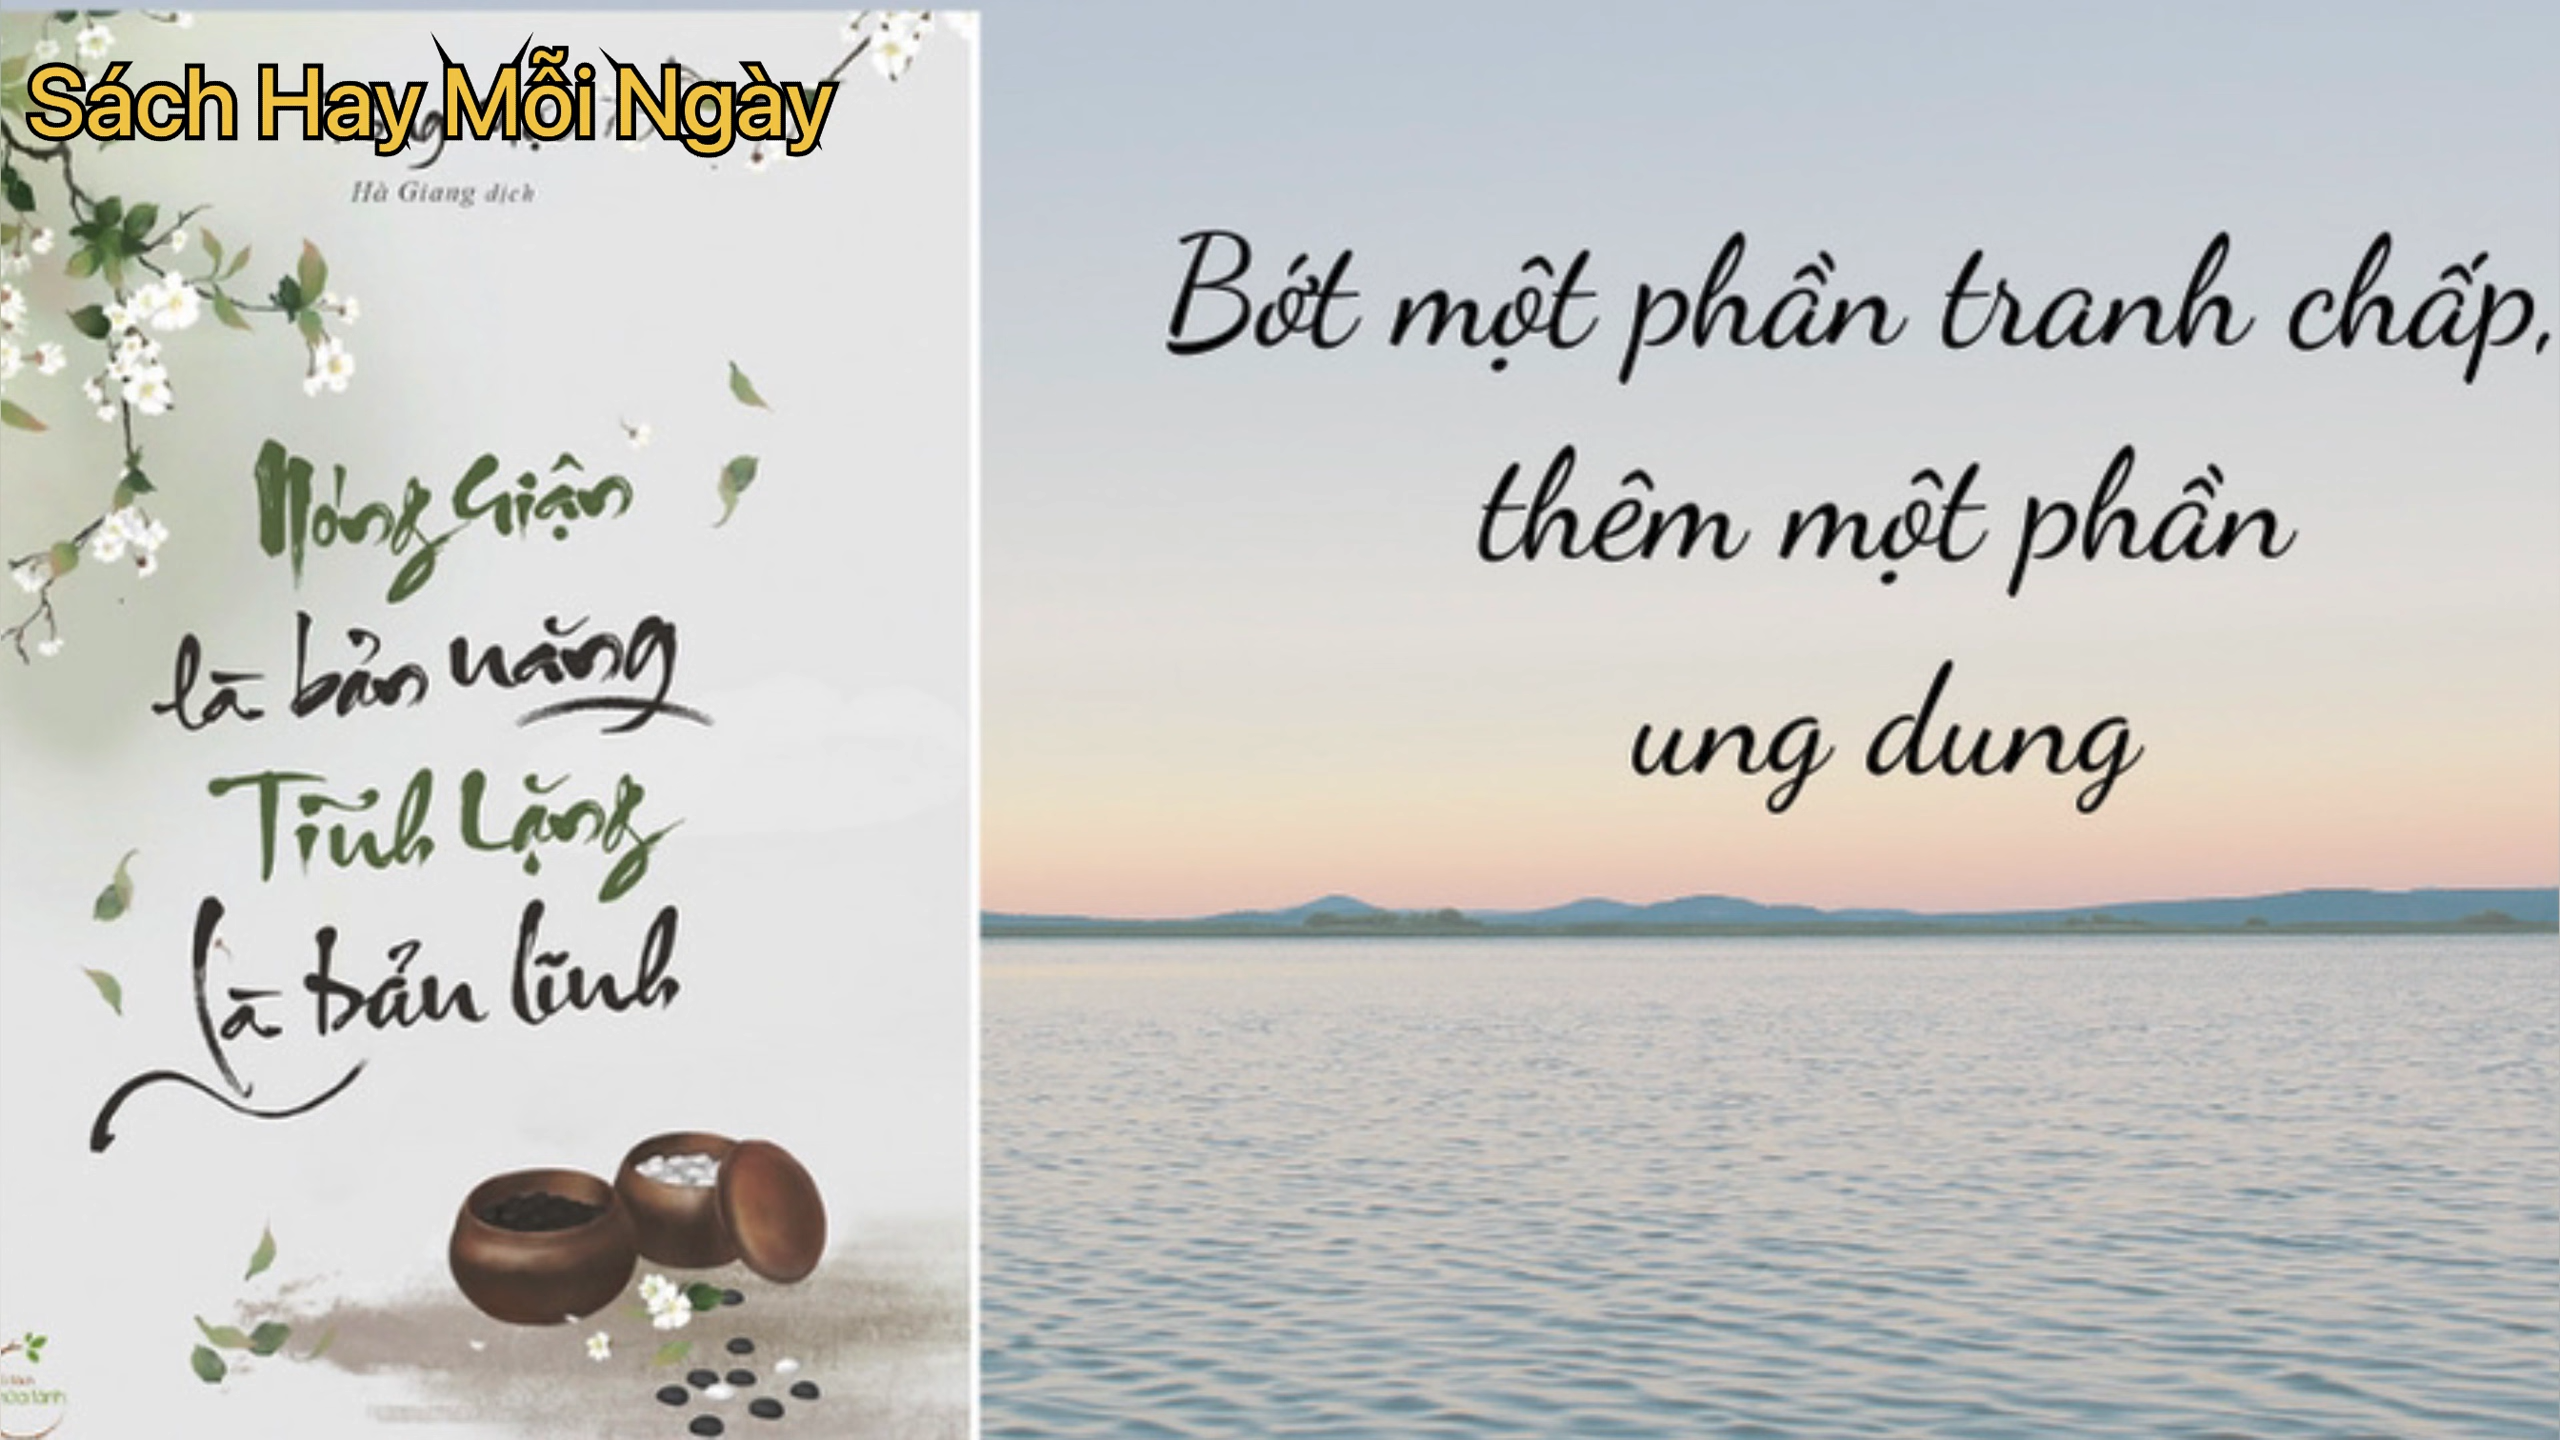 Sách Hay Mỗi Ngày
Hà Giang dịch
Nóng Giận
là bản năng
Tĩnh Lặng
là bản lĩnh
Bớt một phần tranh chấp,
thêm một phần
ung dung